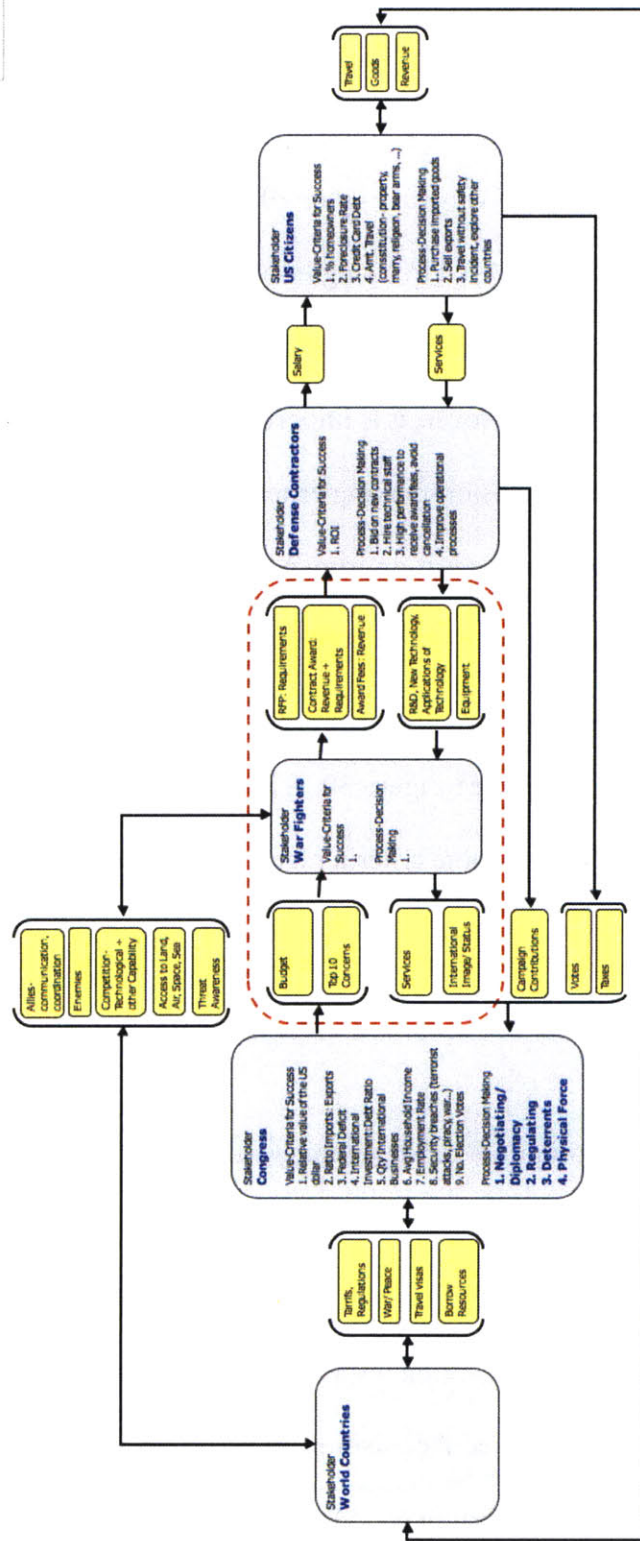 Stakeholder
World Countries
Tarrifs,
Regulations
War/ Peace
Travel Visas
Borrow
Resources
Stakeholder
Congress
Value-Criteria for Success
1. Relative value of the US
dollar
2. Ratio Imports : Exports
3. Federal Deficit
4. International
Investment:Debt Ratio
5. Qty International
Businesses
6. Avg Household Income
7. Employment Rate
8. Security breaches (terrorist
attacks, piracy, war...)
9. No. Election Votes
Process-Decision Making
1. Negotiating/
Diplomacy
2. Regulating
3. Deterrents
4. Physical Force
Allies-
communication,
coordination
Enemies
Competition-
Technological +
other Capability
Access to Land,
Air, Space, Sea
Threat
Awareness
Budget
Top 10
Concerns
Services
International
Image/ Status
Campaign
Contributions
Votes
Taxes
Stakeholder
War Fighters
Value-Criteria for
Success
1.
Process-Decision
Making
1.
RFP: Requirements
Contract Award:
Revenue +
Requirements
Award Fees : Revenue
R&D, New Technology,
Applications of
Technology
Equipment
Stakeholder
Defense Contractors
Value-Criteria for Success
1. ROI
Process-Decision Making
1. Bid on new contracts
2. Hire technical staff
3. High performance to
receive award fees, avoid
cancellation
4. Improve operational
processes
Salary
Services
Stakeholder
US Citizens
Value-Criteria for Success
1. % homeowners
2. Foreclosure Rate
3. Credit Card Debt
4. Amt. Travel
(consstitution- property,
marry, religeon, bear arms, ...)
Process-Decision Making
1. Purchase imported goods
2. Sell exports
3. Travel without safety
incident, explore other
countries
Travel
Goods
Revenue